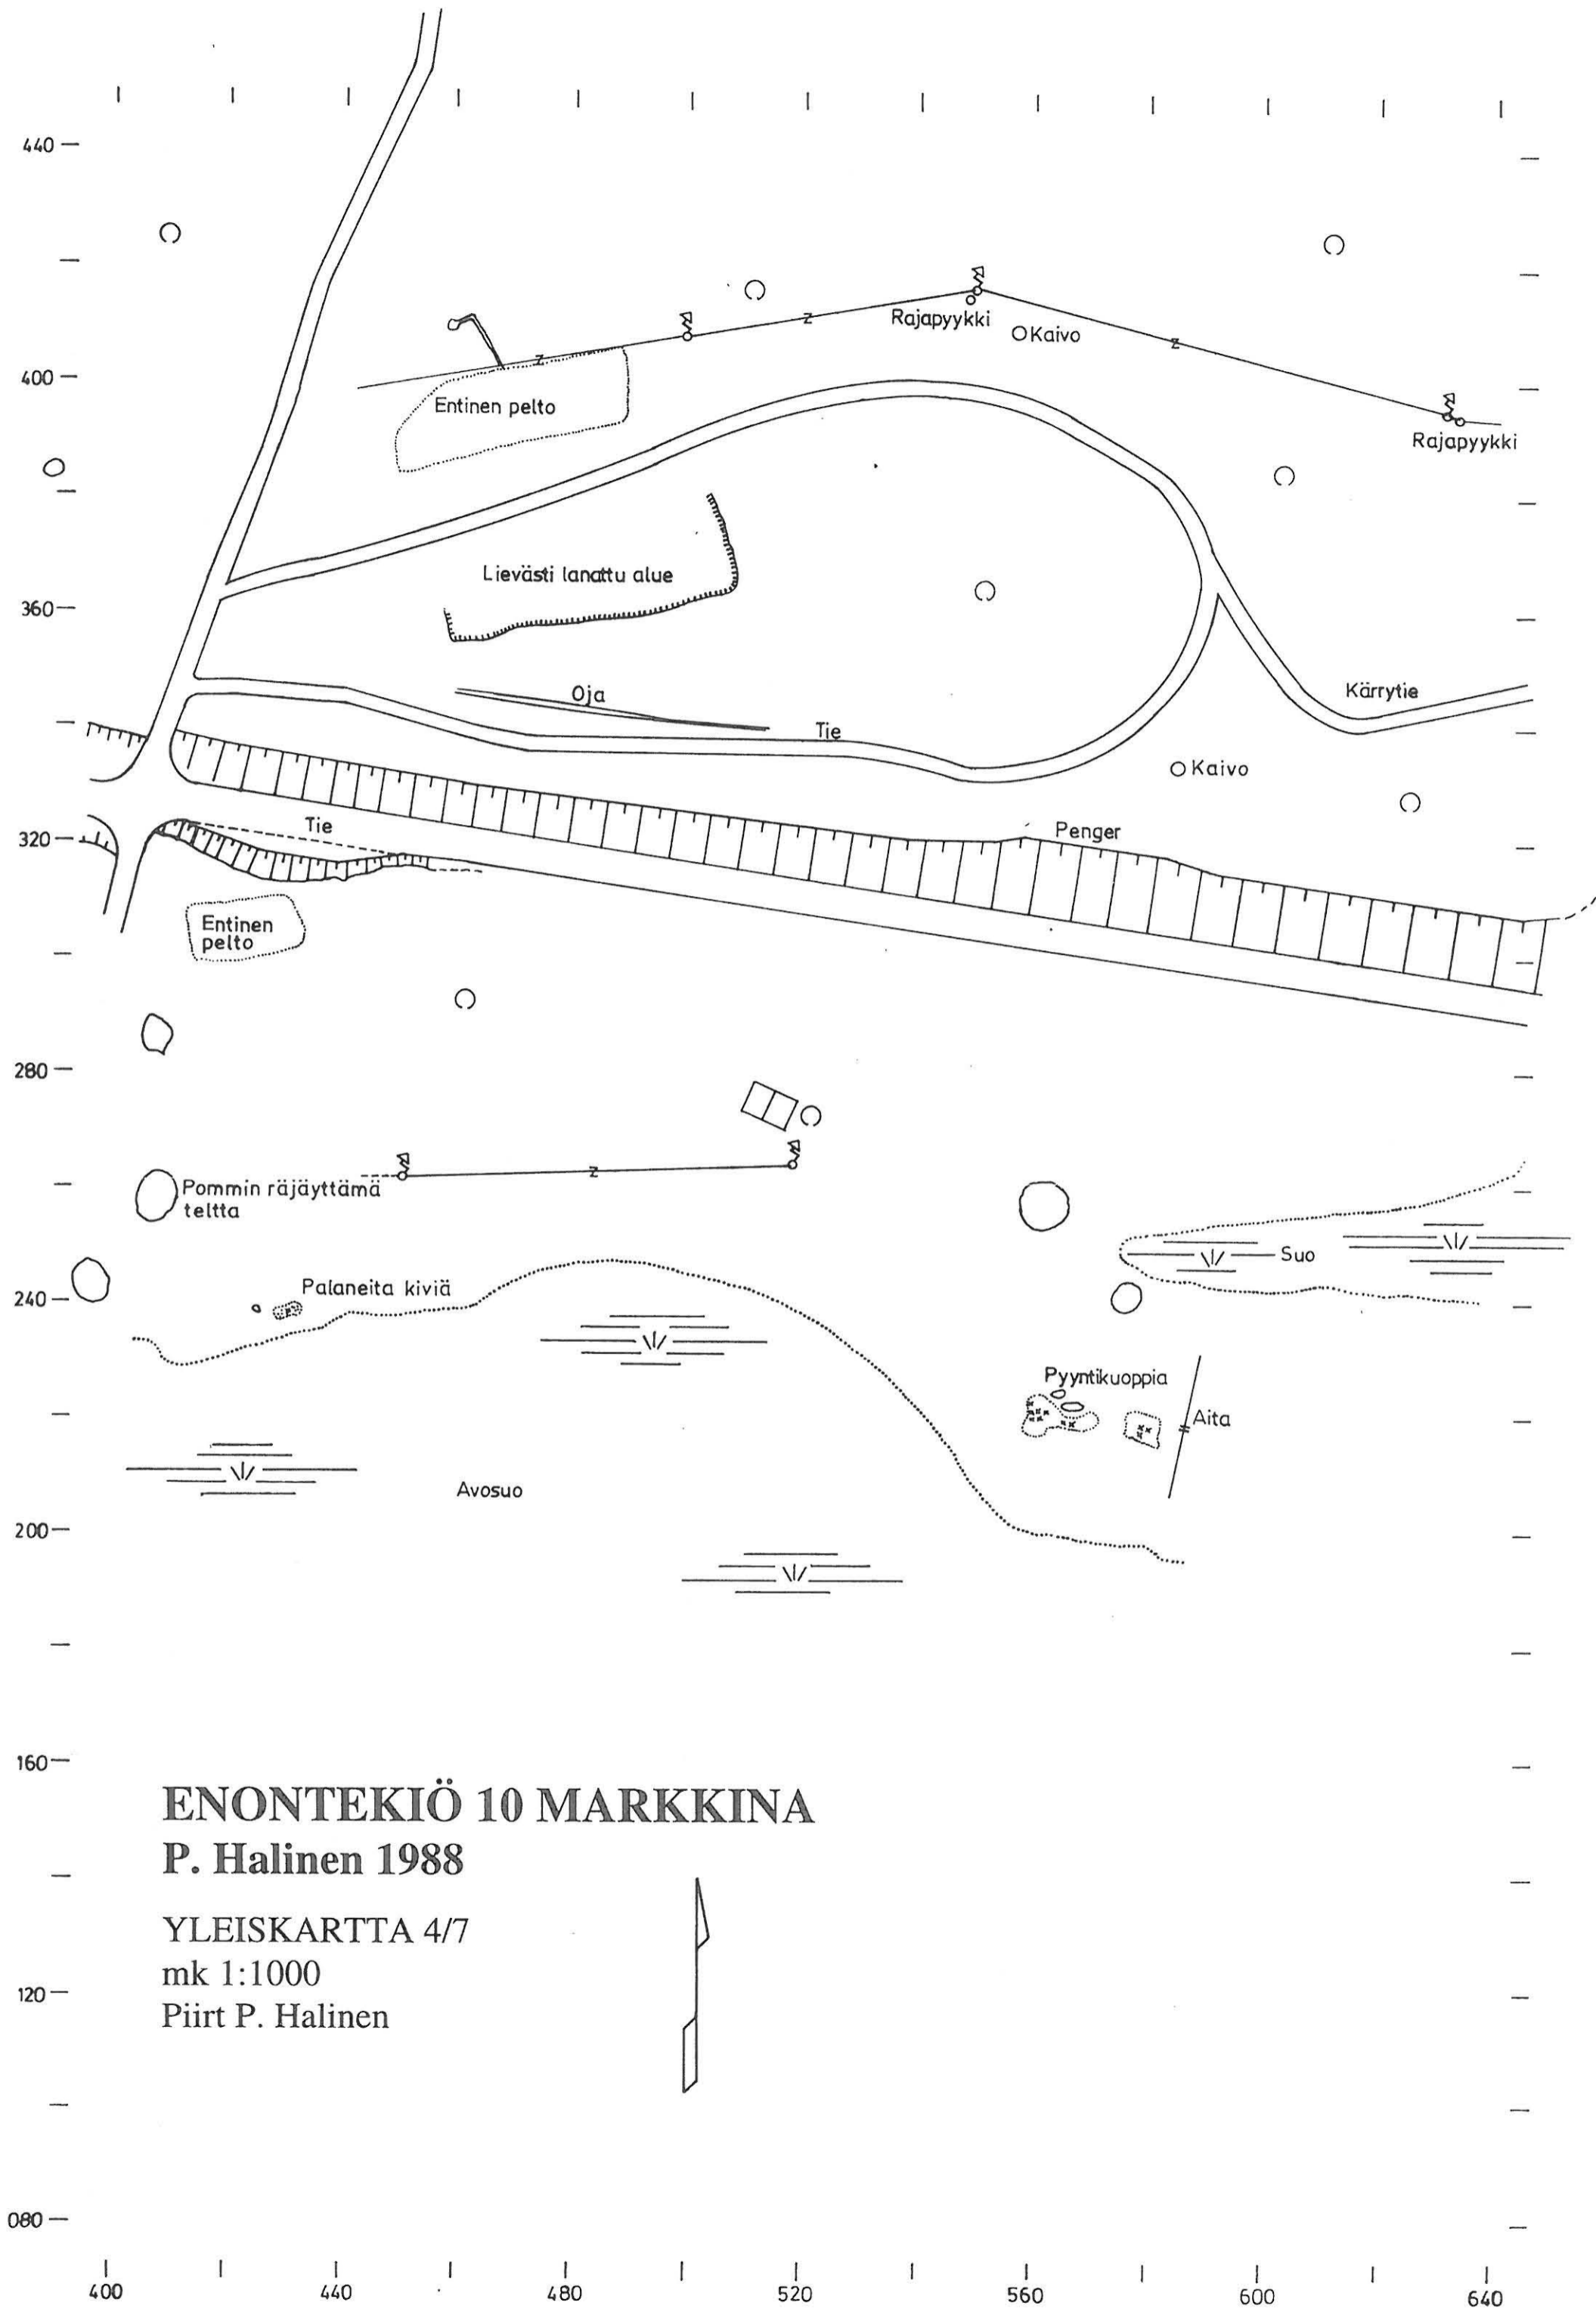 440
400
Rajapyykki
Kaivo
Entinen pelto
Rajapyykki
Lievästi lanattu alue
360
Oja
Kärrytie
Tie
Kaivo
320
Tie
Penger
Entinen
pelto
280
Pommin räjäyttämä
teltta
Suo
240
Palaneita kiviä
Pyyntikuoppia
Aita
Avosuo
200
160
ENONTEKIÖ 10 MARKKINA
P. Halinen 1988
YLEISKARTTA 4/7
mk 1:1000
Piirt P. Halinen
120
080
400 440 480 520 560 600 640